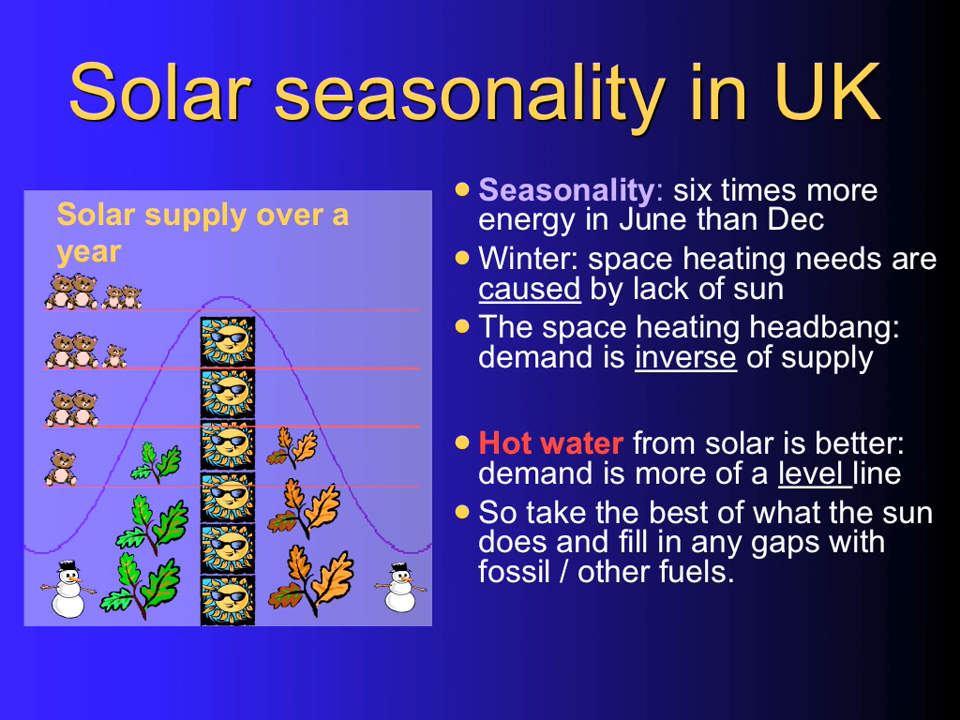 Solar seasonality in UK
Solar supply over a
year
Seasonality: six times more
energy in June than Dec
Winter: space heating needs are
caused by lack of sun
The space heating headbang:
demand is inverse of supply
Hot water from solar is better:
demand is more of a level line
So take the best of what the sun
does and fill in any gaps with
fossil / other fuels.